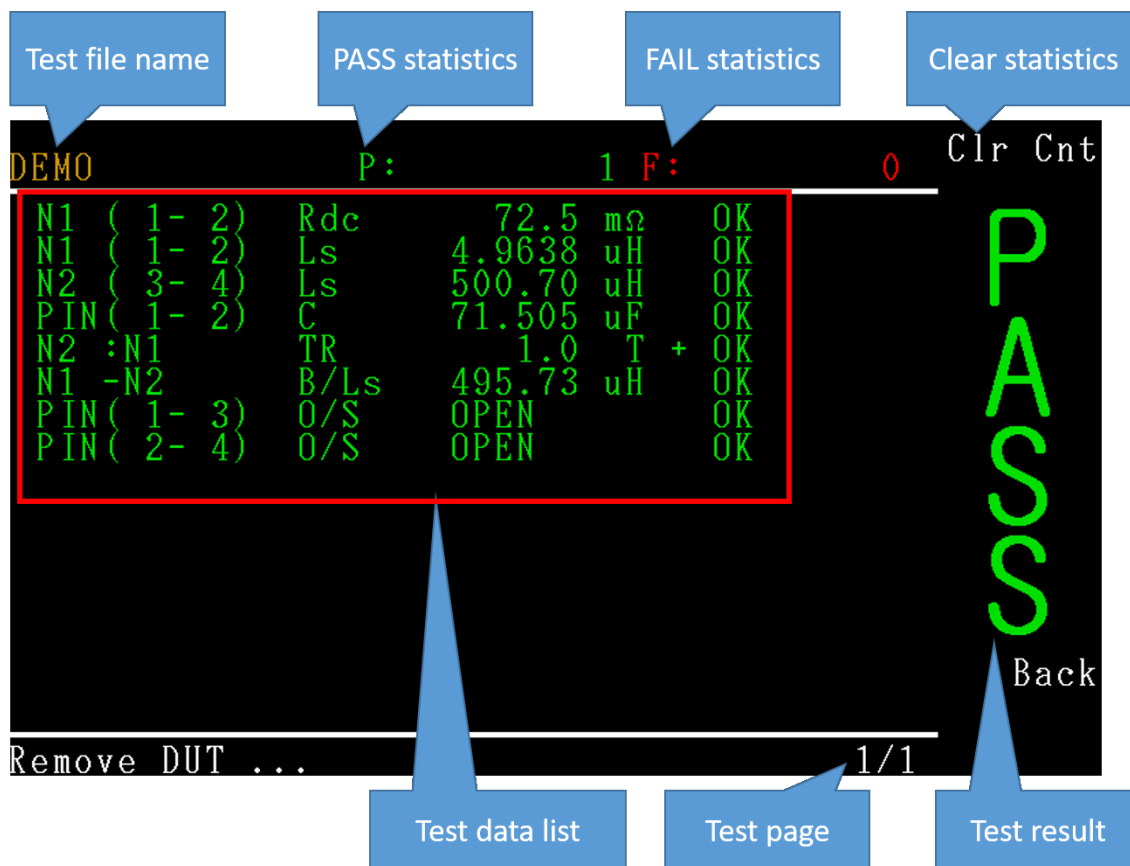 Test file name
PASS statistics
FAIL statistics
Clear statistics
DEMO P: 1 F: 0 Clr Cnt
N1 ( 1- 2) Rdc 72.5 mΩ OK
N1 ( 1- 2) Ls 4.9638 uH OK
N2 ( 3- 4) Ls 500.70 uH OK
PIN( 1- 2) C 71.505 uF OK
N2 :N1 TR 1.0 T + OK
N1 -N2 B/Ls 495.73 uH OK
PIN( 1- 3) O/S OPEN OK
PIN( 2- 4) O/S OPEN OK
PASS
Back
Remove DUT ... 1/1
Test data list
Test page
Test result